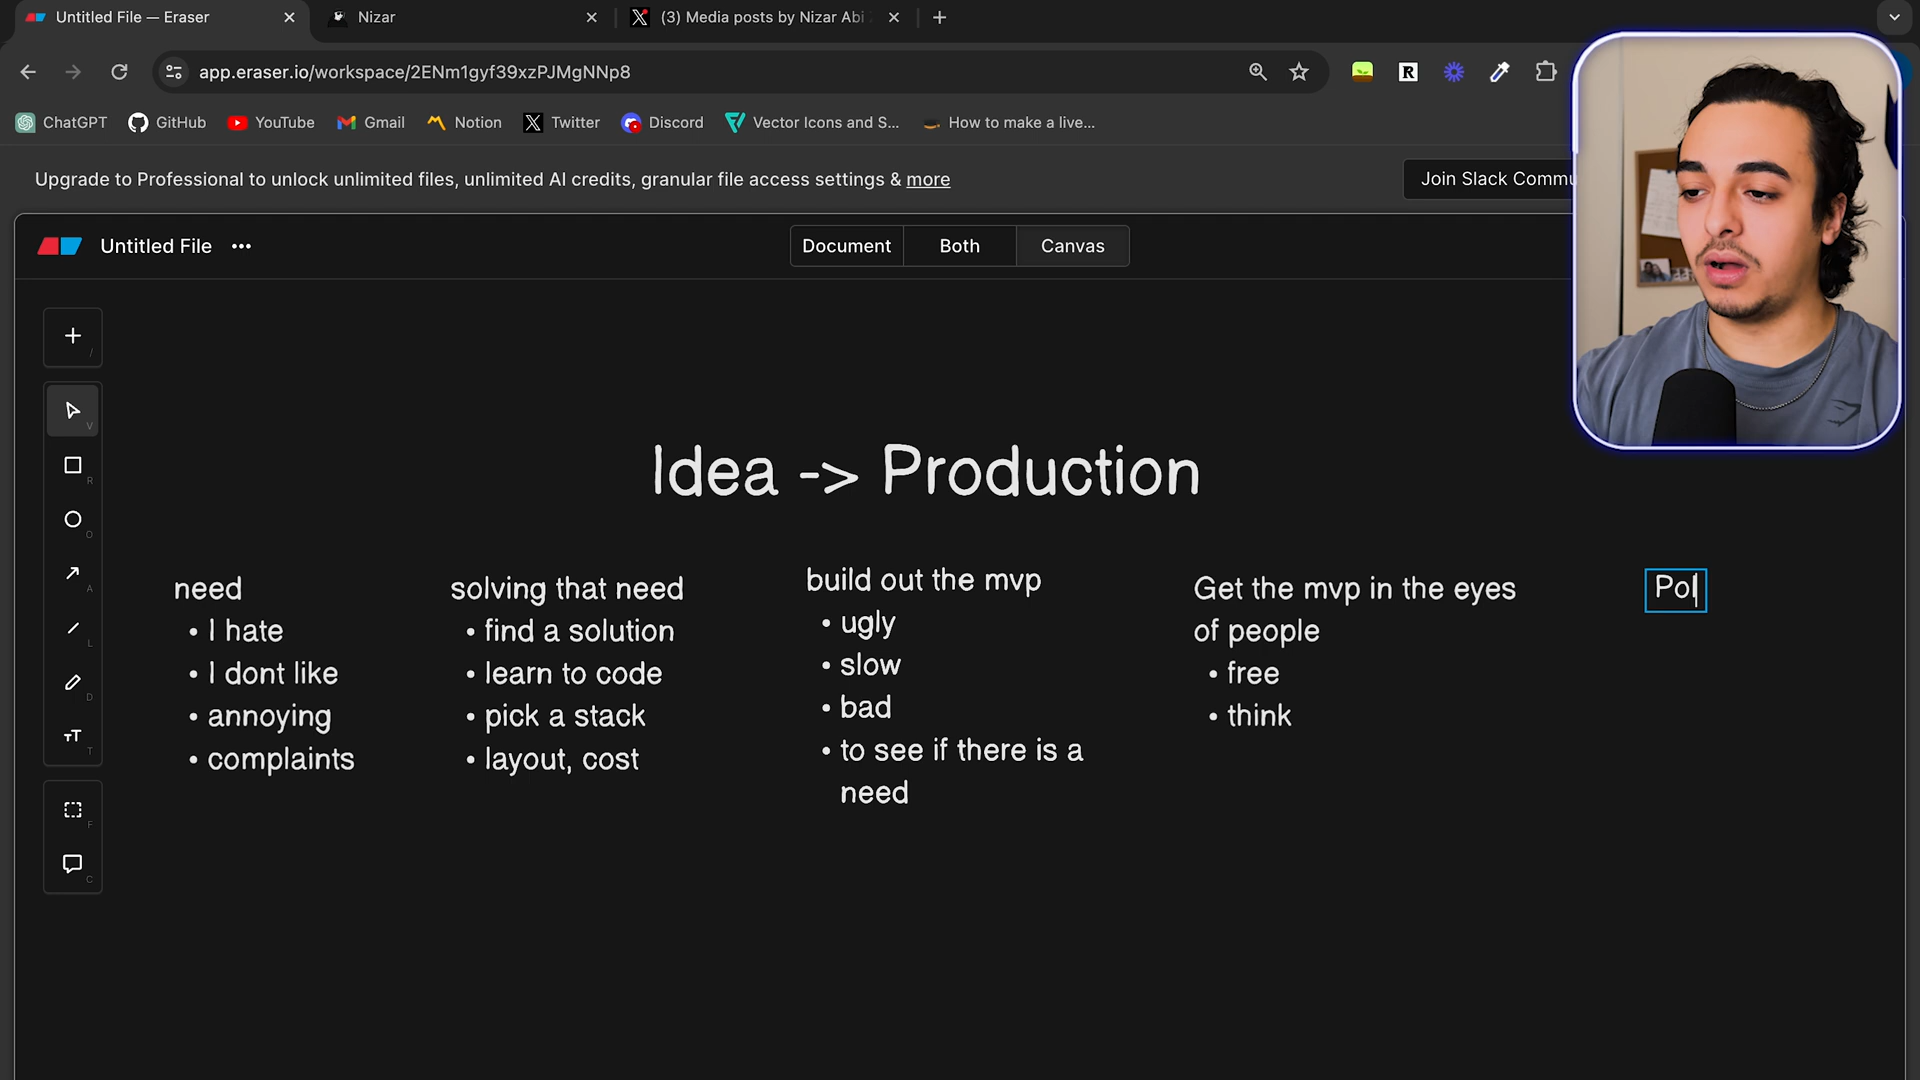 Untitled File — Eraser
Nizar
(3) Media posts by Nizar Abi
app.eraser.io/workspace/2ENm1gyf39xzPJMgNNp8
ChatGPT
GitHub
YouTube
Gmail
Notion
Twitter
Discord
Vector Icons and S...
How to make a live...
Upgrade to Professional to unlock unlimited files, unlimited AI credits, granular file access settings & more
Join Slack Commu
Untitled File
Document
Both
Canvas
/
V
R
O
A
L
D
T
F
C
Idea -> Production
need
• I hate
• I dont like
• annoying
• complaints
solving that need
• find a solution
• learn to code
• pick a stack
• layout, cost
build out the mvp
• ugly
• slow
• bad
• to see if there is a
need
Get the mvp in the eyes
of people
• free
• think
Pol